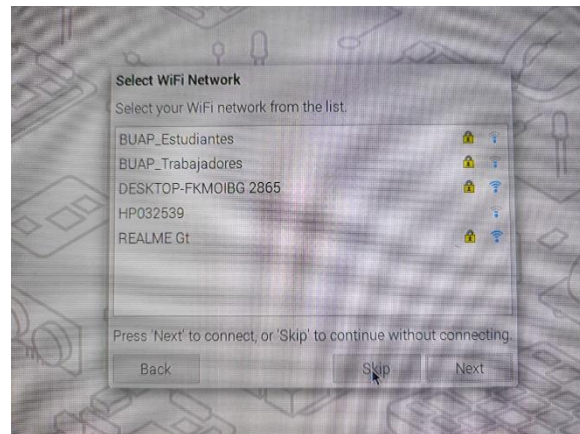 Select WiFi Network
Select your WiFi network from the list.
BUAP_Estudiantes
BUAP_Trabajadores
DESKTOP-FKMOIBG 2865
HP032539
REALME Gt
Press 'Next' to connect, or 'Skip' to continue without connecting.
Back Skip Next